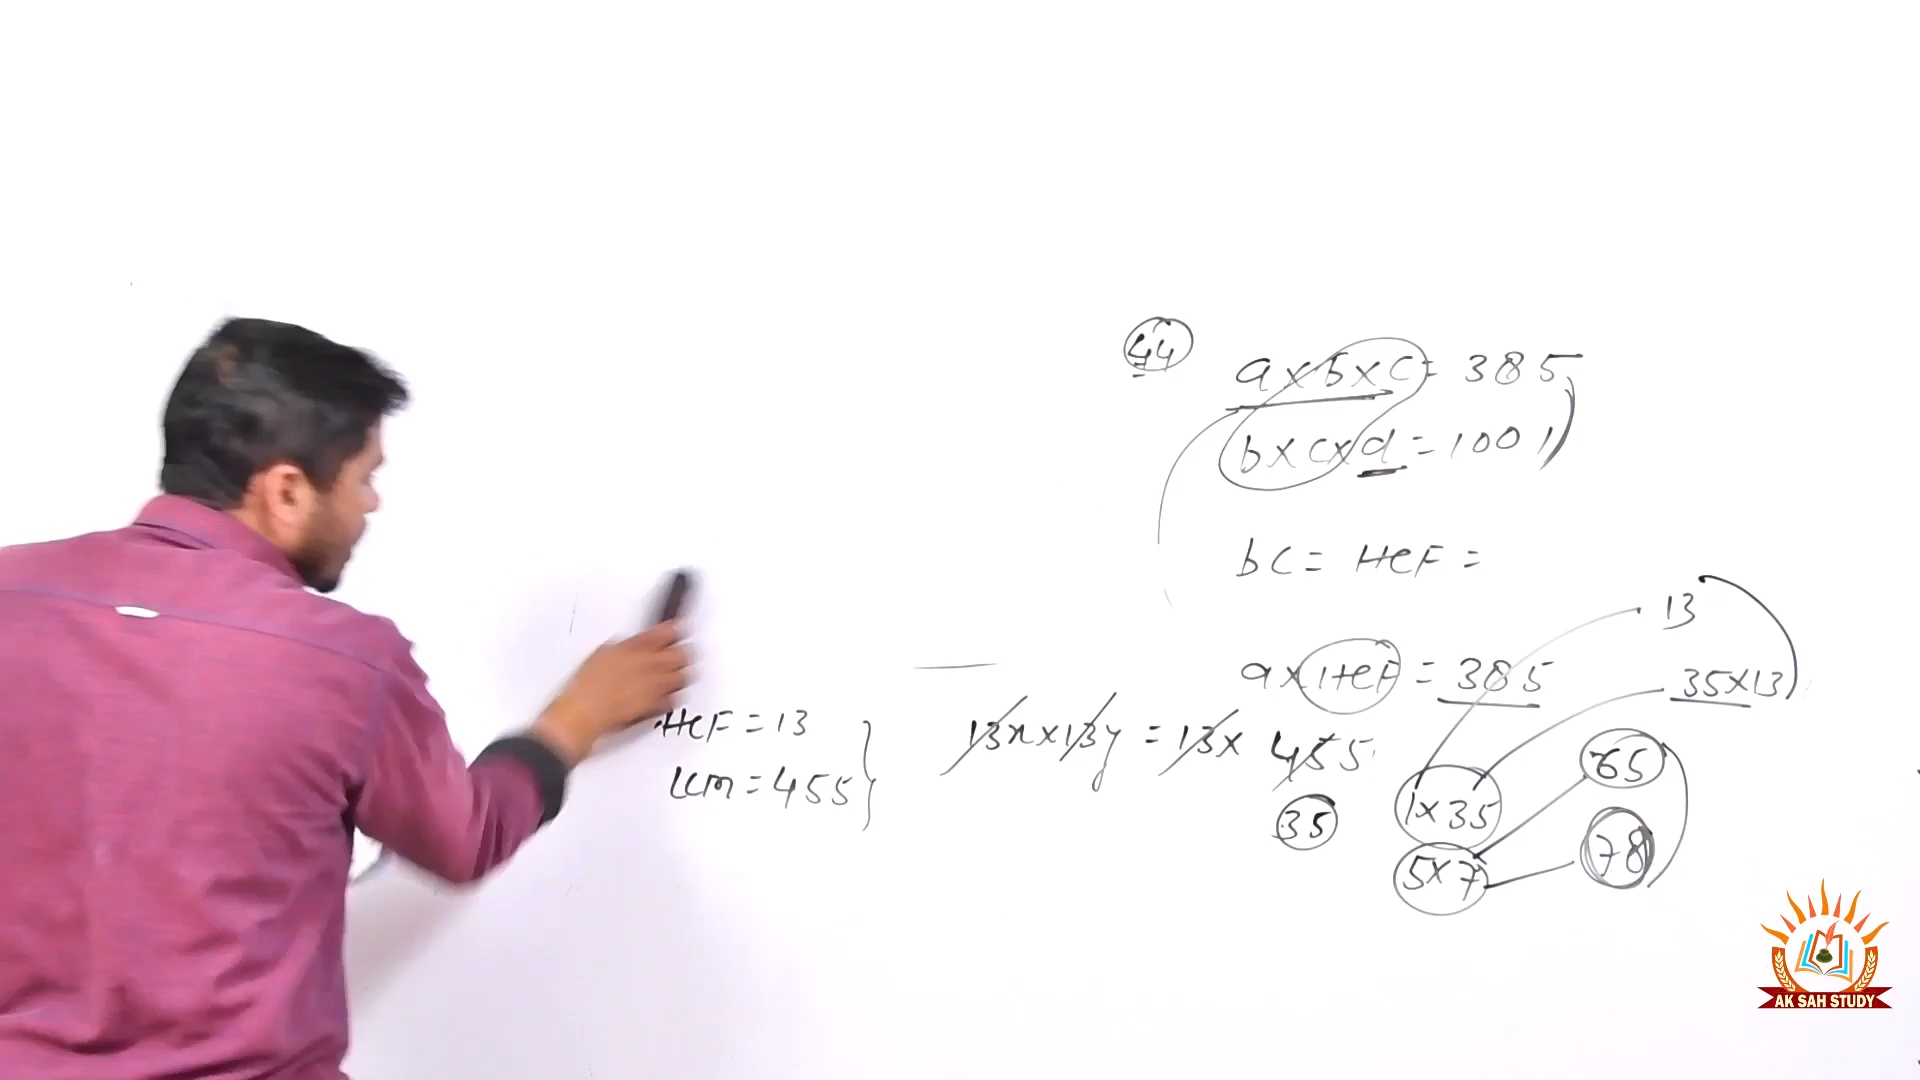 44
a×b×c = 385
b×c×d = 1001
bc = HCF =
13
a×HCF = 385
35×13
HCF = 13
LCM = 455
13x×13y = 13× 455
35
1×35
5×7
65
78
AK SAH STUDY